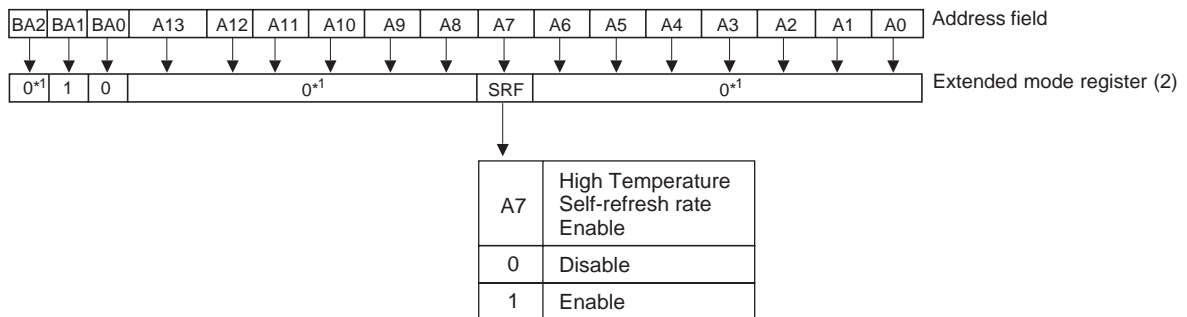 BA2 BA1 BA0 A13 A12 A11 A10 A9 A8 A7 A6 A5 A4 A3 A2 A1 A0 Address field
0*1 1 0 0*1 SRF 0*1 Extended mode register (2)
A7 High Temperature
Self-refresh rate
Enable
0 Disable
1 Enable